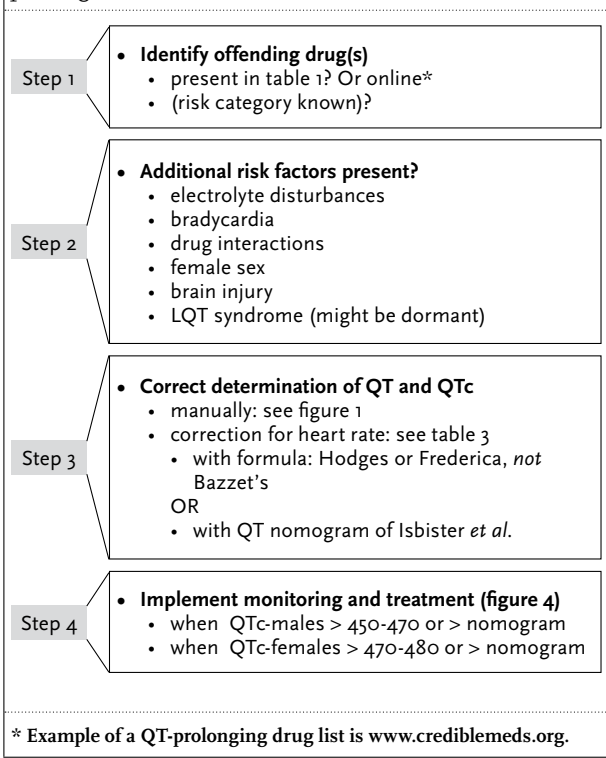 Step 1
• Identify offending drug(s)
• present in table 1? Or online*
• (risk category known)?
Step 2
• Additional risk factors present?
• electrolyte disturbances
• bradycardia
• drug interactions
• female sex
• brain injury
• LQT syndrome (might be dormant)
Step 3
• Correct determination of QT and QTc
• manually: see figure 1
• correction for heart rate: see table 3
• with formula: Hodges or Frederica, not
Bazzet's
OR
• with QT nomogram of Isbister et al.
Step 4
• Implement monitoring and treatment (figure 4)
• when QTc-males > 450-470 or > nomogram
• when QTc-females > 470-480 or > nomogram
* Example of a QT-prolonging drug list is www.crediblemeds.org.